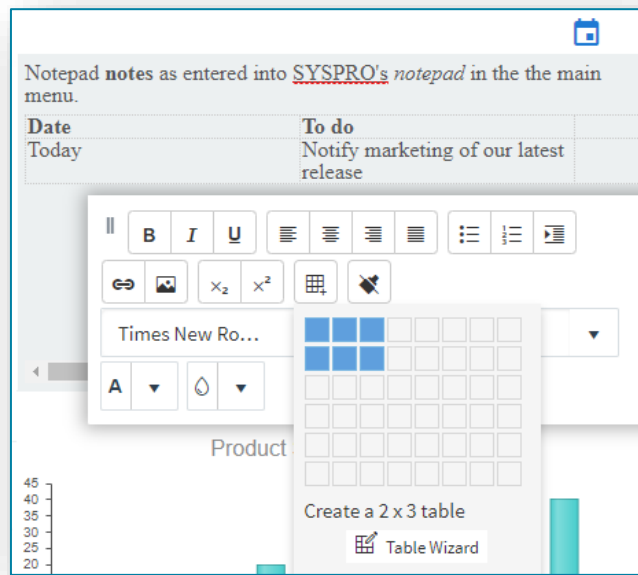 Notepad notes as entered into SYSPRO's notepad in the the main
menu.
Date To do
Today Notify marketing of our latest
release
B I U
x₂ x²
Times New Ro...
A
Product
Create a 2 x 3 table
Table Wizard
45
40
35
30
25
20